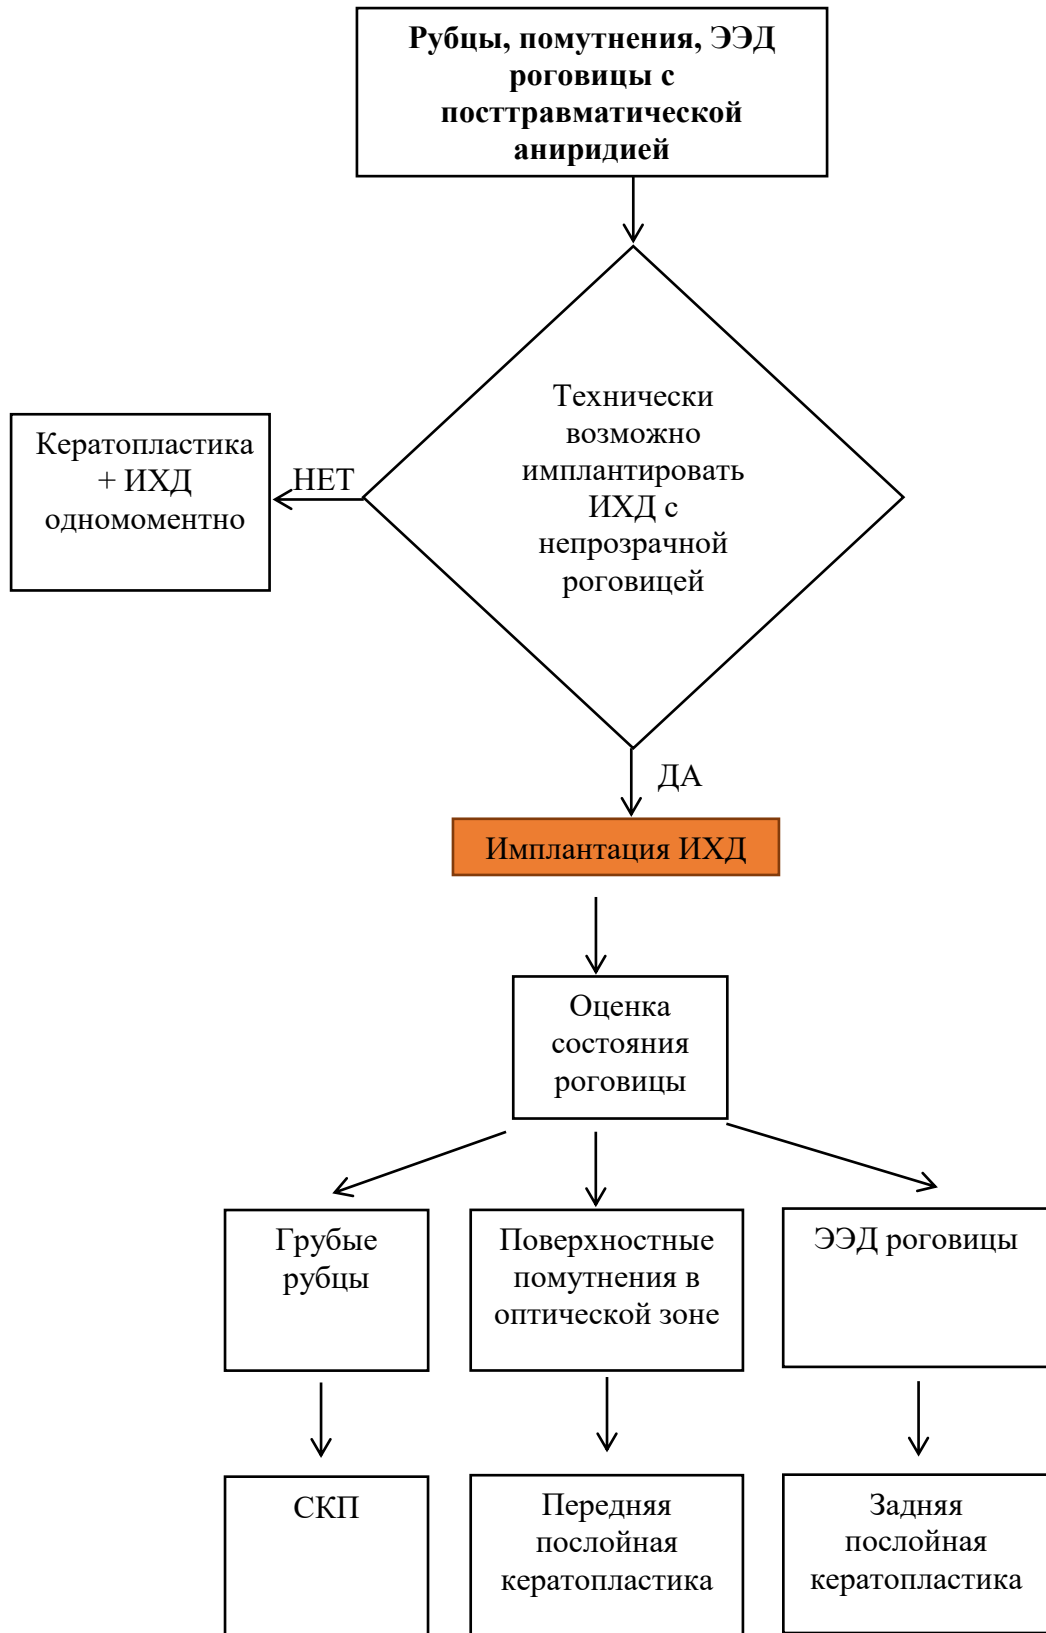 Рубцы, помутнения, ЭЭД
роговицы с
посттравматической
аниридией
Технически
возможно
имплантировать
ИХД с
непрозрачной
роговицей
Кератопластика
+ ИХД
одномоментно
НЕТ
ДА
Имплантация ИХД
Оценка
состояния
роговицы
Грубые
рубцы
Поверхностные
помутнения в
оптической зоне
ЭЭД роговицы
СКП
Передняя
послойная
кератопластика
Задняя
послойная
кератопластика